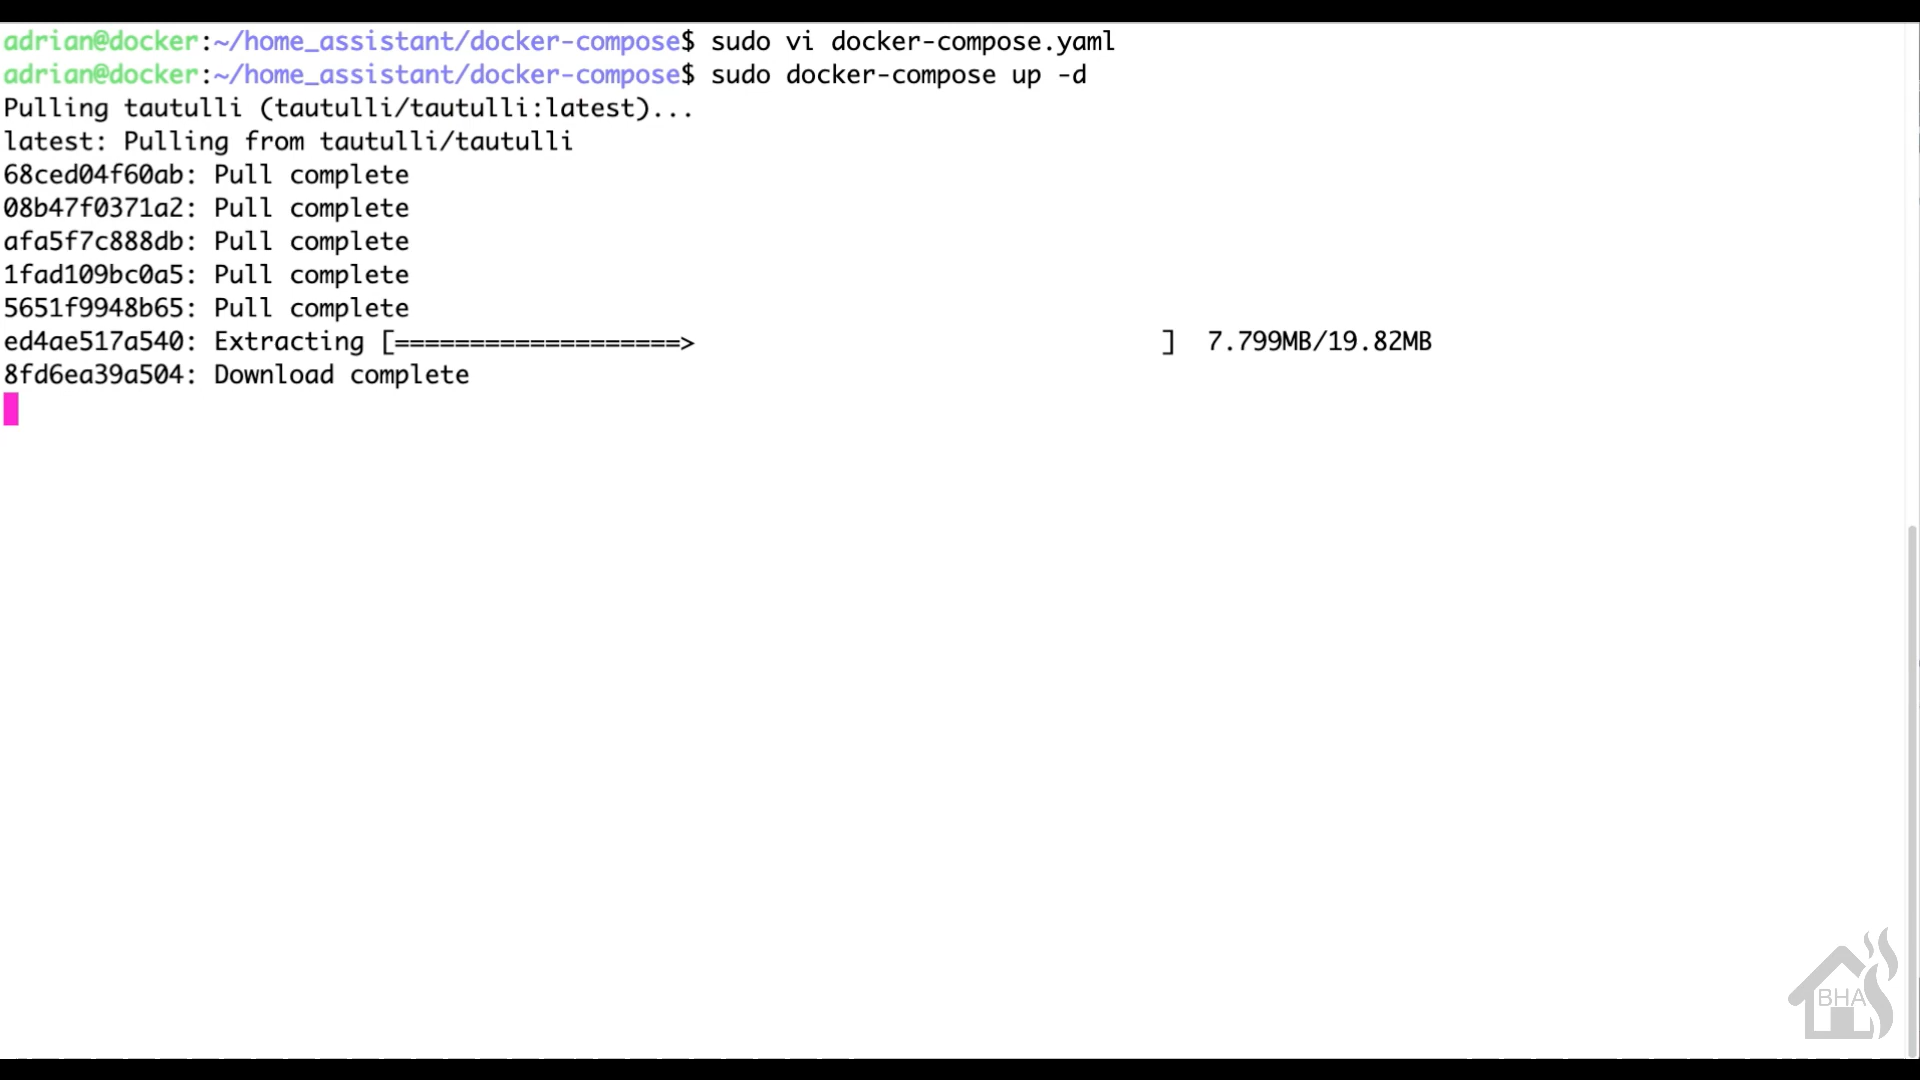 adrian@docker:~/home_assistant/docker-compose$ sudo vi docker-compose.yaml
adrian@docker:~/home_assistant/docker-compose$ sudo docker-compose up -d
Pulling tautulli (tautulli/tautulli:latest)...
latest: Pulling from tautulli/tautulli
68ced04f60ab: Pull complete
08b47f0371a2: Pull complete
afa5f7c888db: Pull complete
1fad109bc0a5: Pull complete
5651f9948b65: Pull complete
ed4ae517a540: Extracting [===================>                               ]  7.799MB/19.82MB
8fd6ea39a504: Download complete
BHA